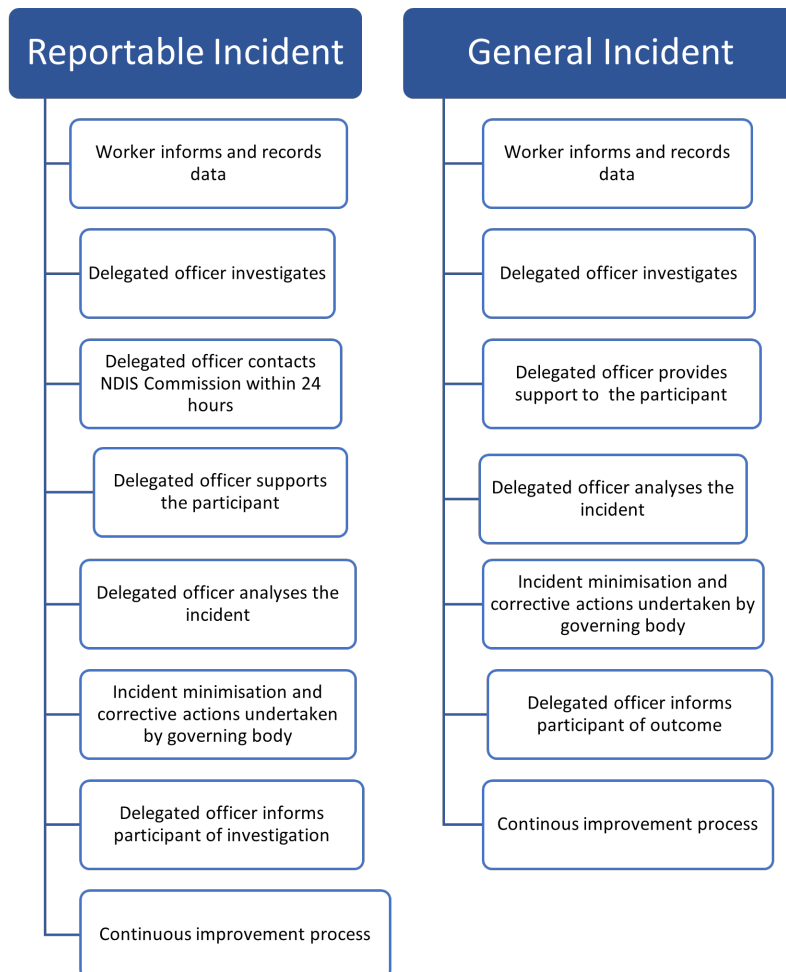 Reportable Incident
Worker informs and records
data
Delegated officer investigates
Delegated officer contacts
NDIS Commission within 24
hours
Delegated officer supports
the participant
Delegated officer analyses the
incident
Incident minimisation and
corrective actions undertaken
by governing body
Delegated officer informs
participant of investigation
Continuous improvement process
General Incident
Worker informs and records
data
Delegated officer investigates
Delegated officer provides
support to the participant
Delegated officer analyses the
incident
Incident minimisation and
corrective actions undertaken by
governing body
Delegated officer informs
participant of outcome
Continous improvement process